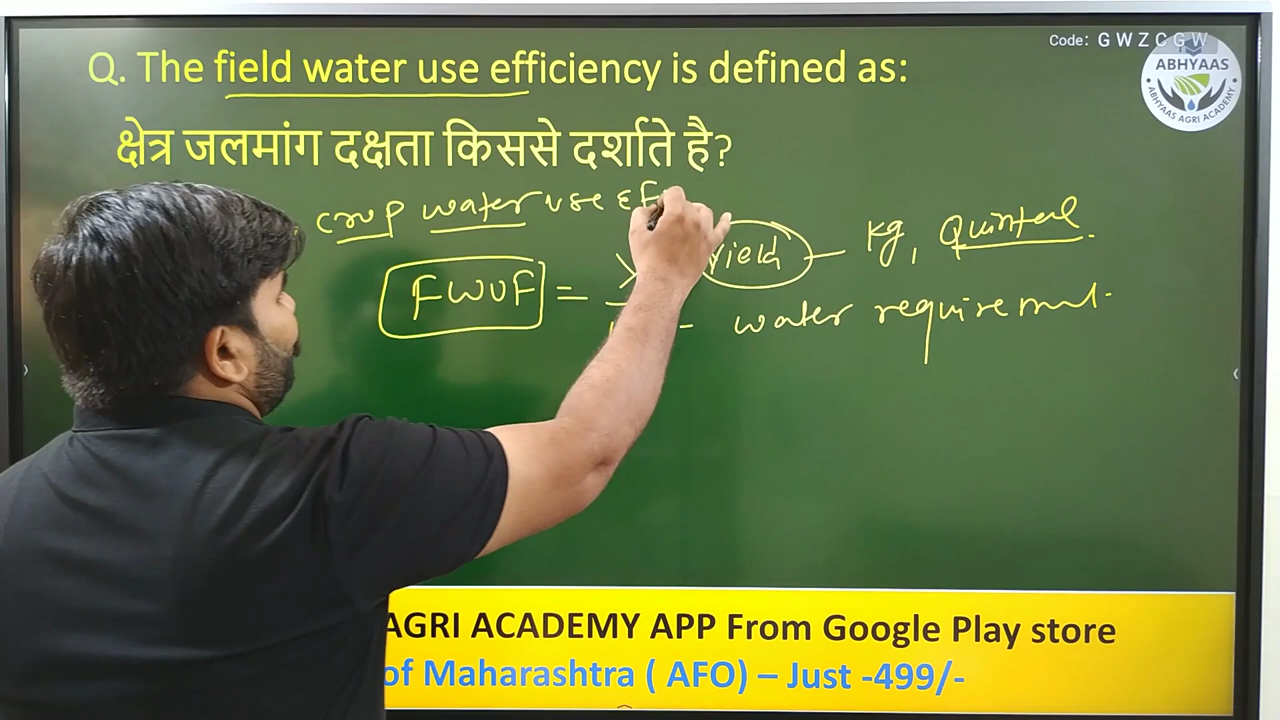 Code: G W Z C G W
Q. The field water use efficiency is defined as:
ABHYAAS
ABHYAAS AGRI ACADEMY
क्षेत्र जलमांग दक्षता किससे दर्शाते है?
crop water use EF
Yield — Kg, Quintal.
FWUE =
- water requirement.
AGRI ACADEMY APP From Google Play store
of Maharashtra ( AFO) – Just -499/-